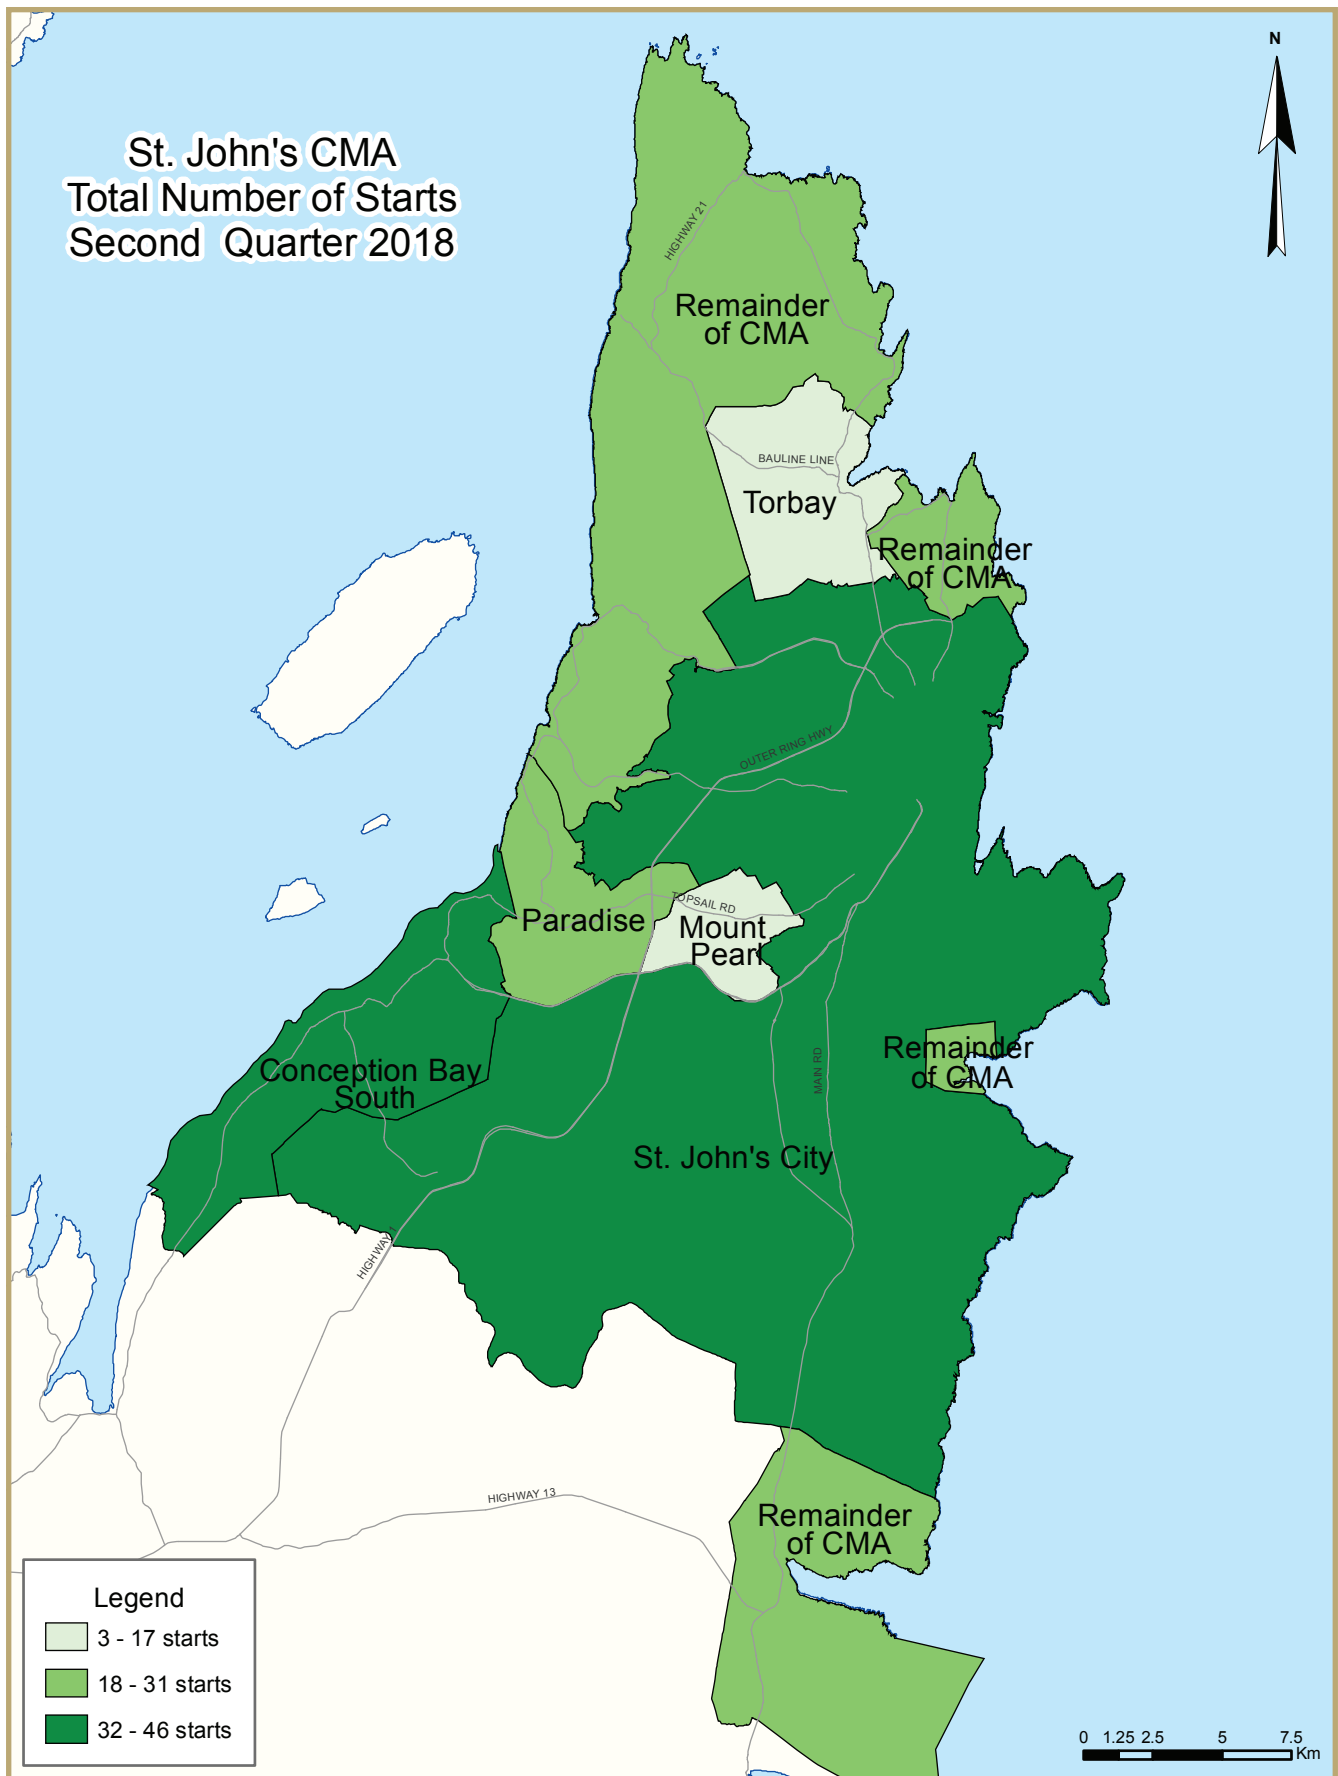 N
St. John's CMA
Total Number of Starts
Second Quarter 2018
HIGHWAY 21
Remainder
of CMA
BAULINE LINE
Torbay
Remainder
of CMA
OUTER RING HWY
TOPSAIL RD
Paradise
Mount
Pearl
Remainder
of CMA
MAIN RD
Conception Bay
South
St. John's City
HIGHWAY 1
HIGHWAY 13
Remainder
of CMA
Legend
3 - 17 starts
18 - 31 starts
32 - 46 starts
0 1.25 2.5 5 7.5
Km